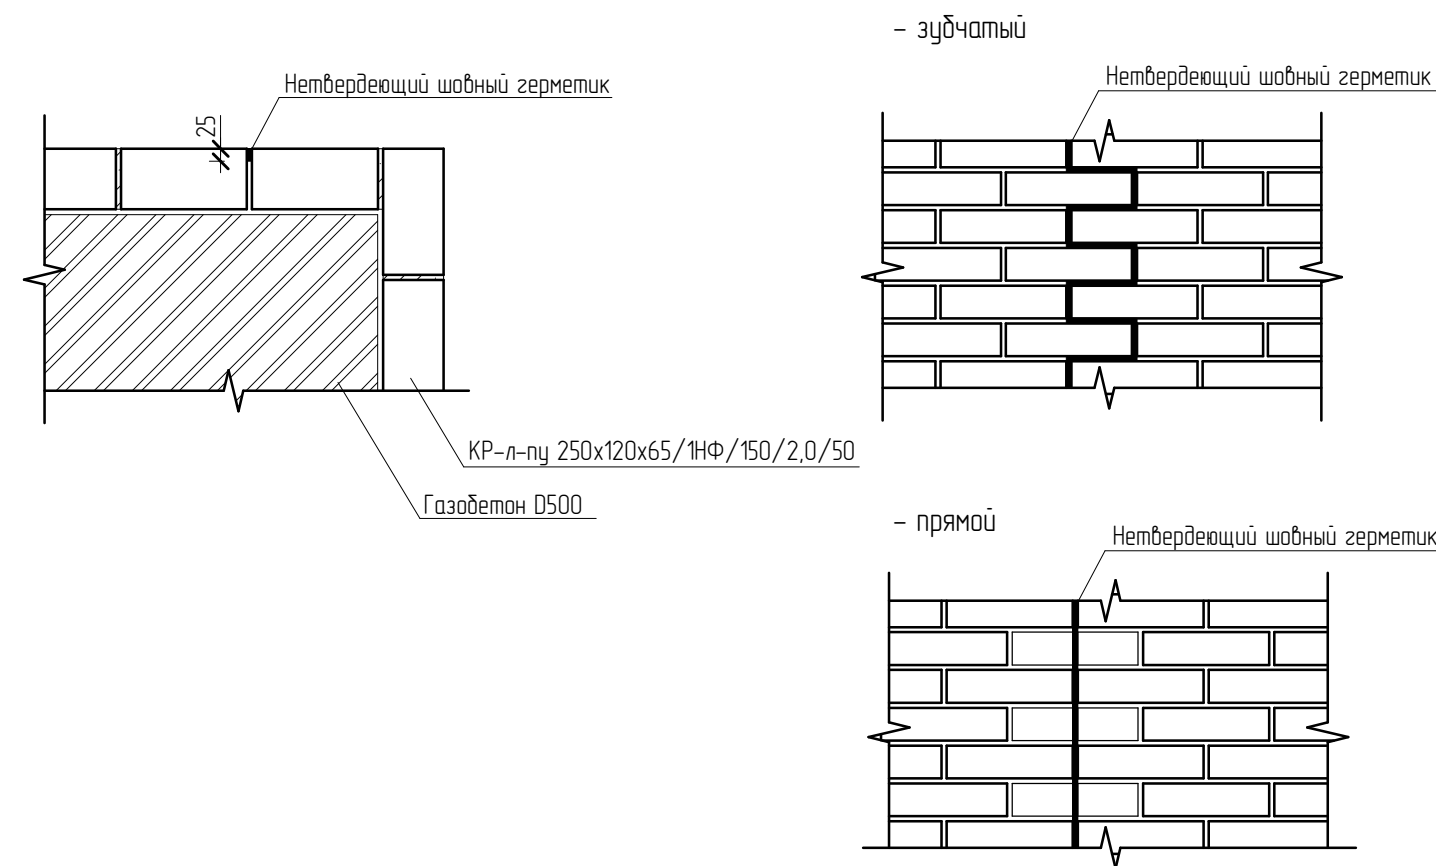 – зубчатый
Нетвердеющий шовный герметик
Нетвердеющий шовный герметик
25
КР-л-пу 250х120х65/1НФ/150/2,0/50
Газобетон D500
– прямой
Нетвердеющий шовный герметик